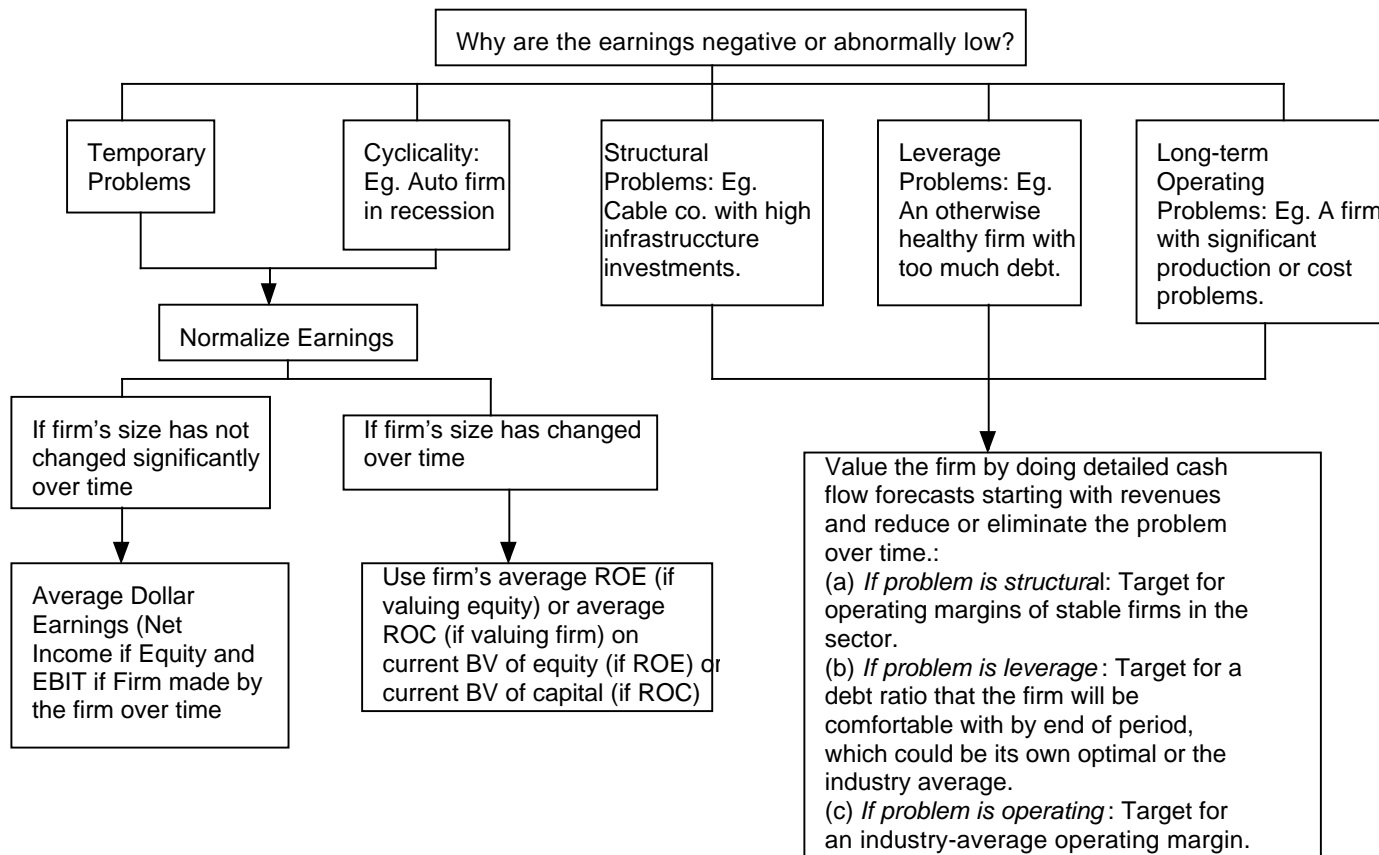 Why are the earnings negative or abnormally low?
Temporary
Problems
Cyclicality:
Eg. Auto firm
in recession
Structural
Problems: Eg.
Cable co. with high
infrastruccture
investments.
Leverage
Problems: Eg.
An otherwise
healthy firm with
too much debt.
Long-term
Operating
Problems: Eg. A firm
with significant
production or cost
problems.
Normalize Earnings
If firm’s size has not
changed significantly
over time
If firm’s size has changed
over time
Average Dollar
Earnings (Net
Income if Equity and
EBIT if Firm made by
the firm over time
Use firm’s average ROE (if
valuing equity) or average
ROC (if valuing firm) on
current BV of equity (if ROE) or
current BV of capital (if ROC)
Value the firm by doing detailed cash
flow forecasts starting with revenues
and reduce or eliminate the problem
over time.:
(a) If problem is structural: Target for
operating margins of stable firms in the
sector.
(b) If problem is leverage: Target for a
debt ratio that the firm will be
comfortable with by end of period,
which could be its own optimal or the
industry average.
(c) If problem is operating: Target for
an industry-average operating margin.